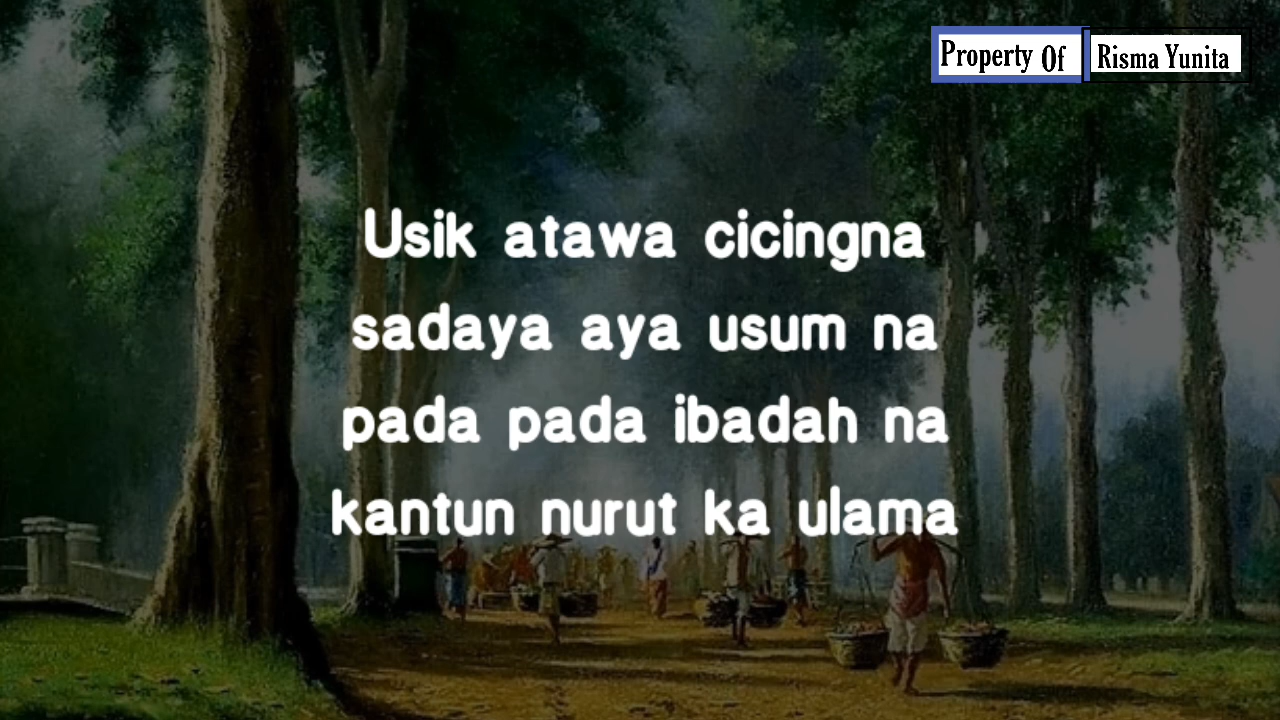 Property Of Risma Yunita
Usik atawa cicingna
sadaya aya usum na
pada pada ibadah na
kantun nurut ka ulama